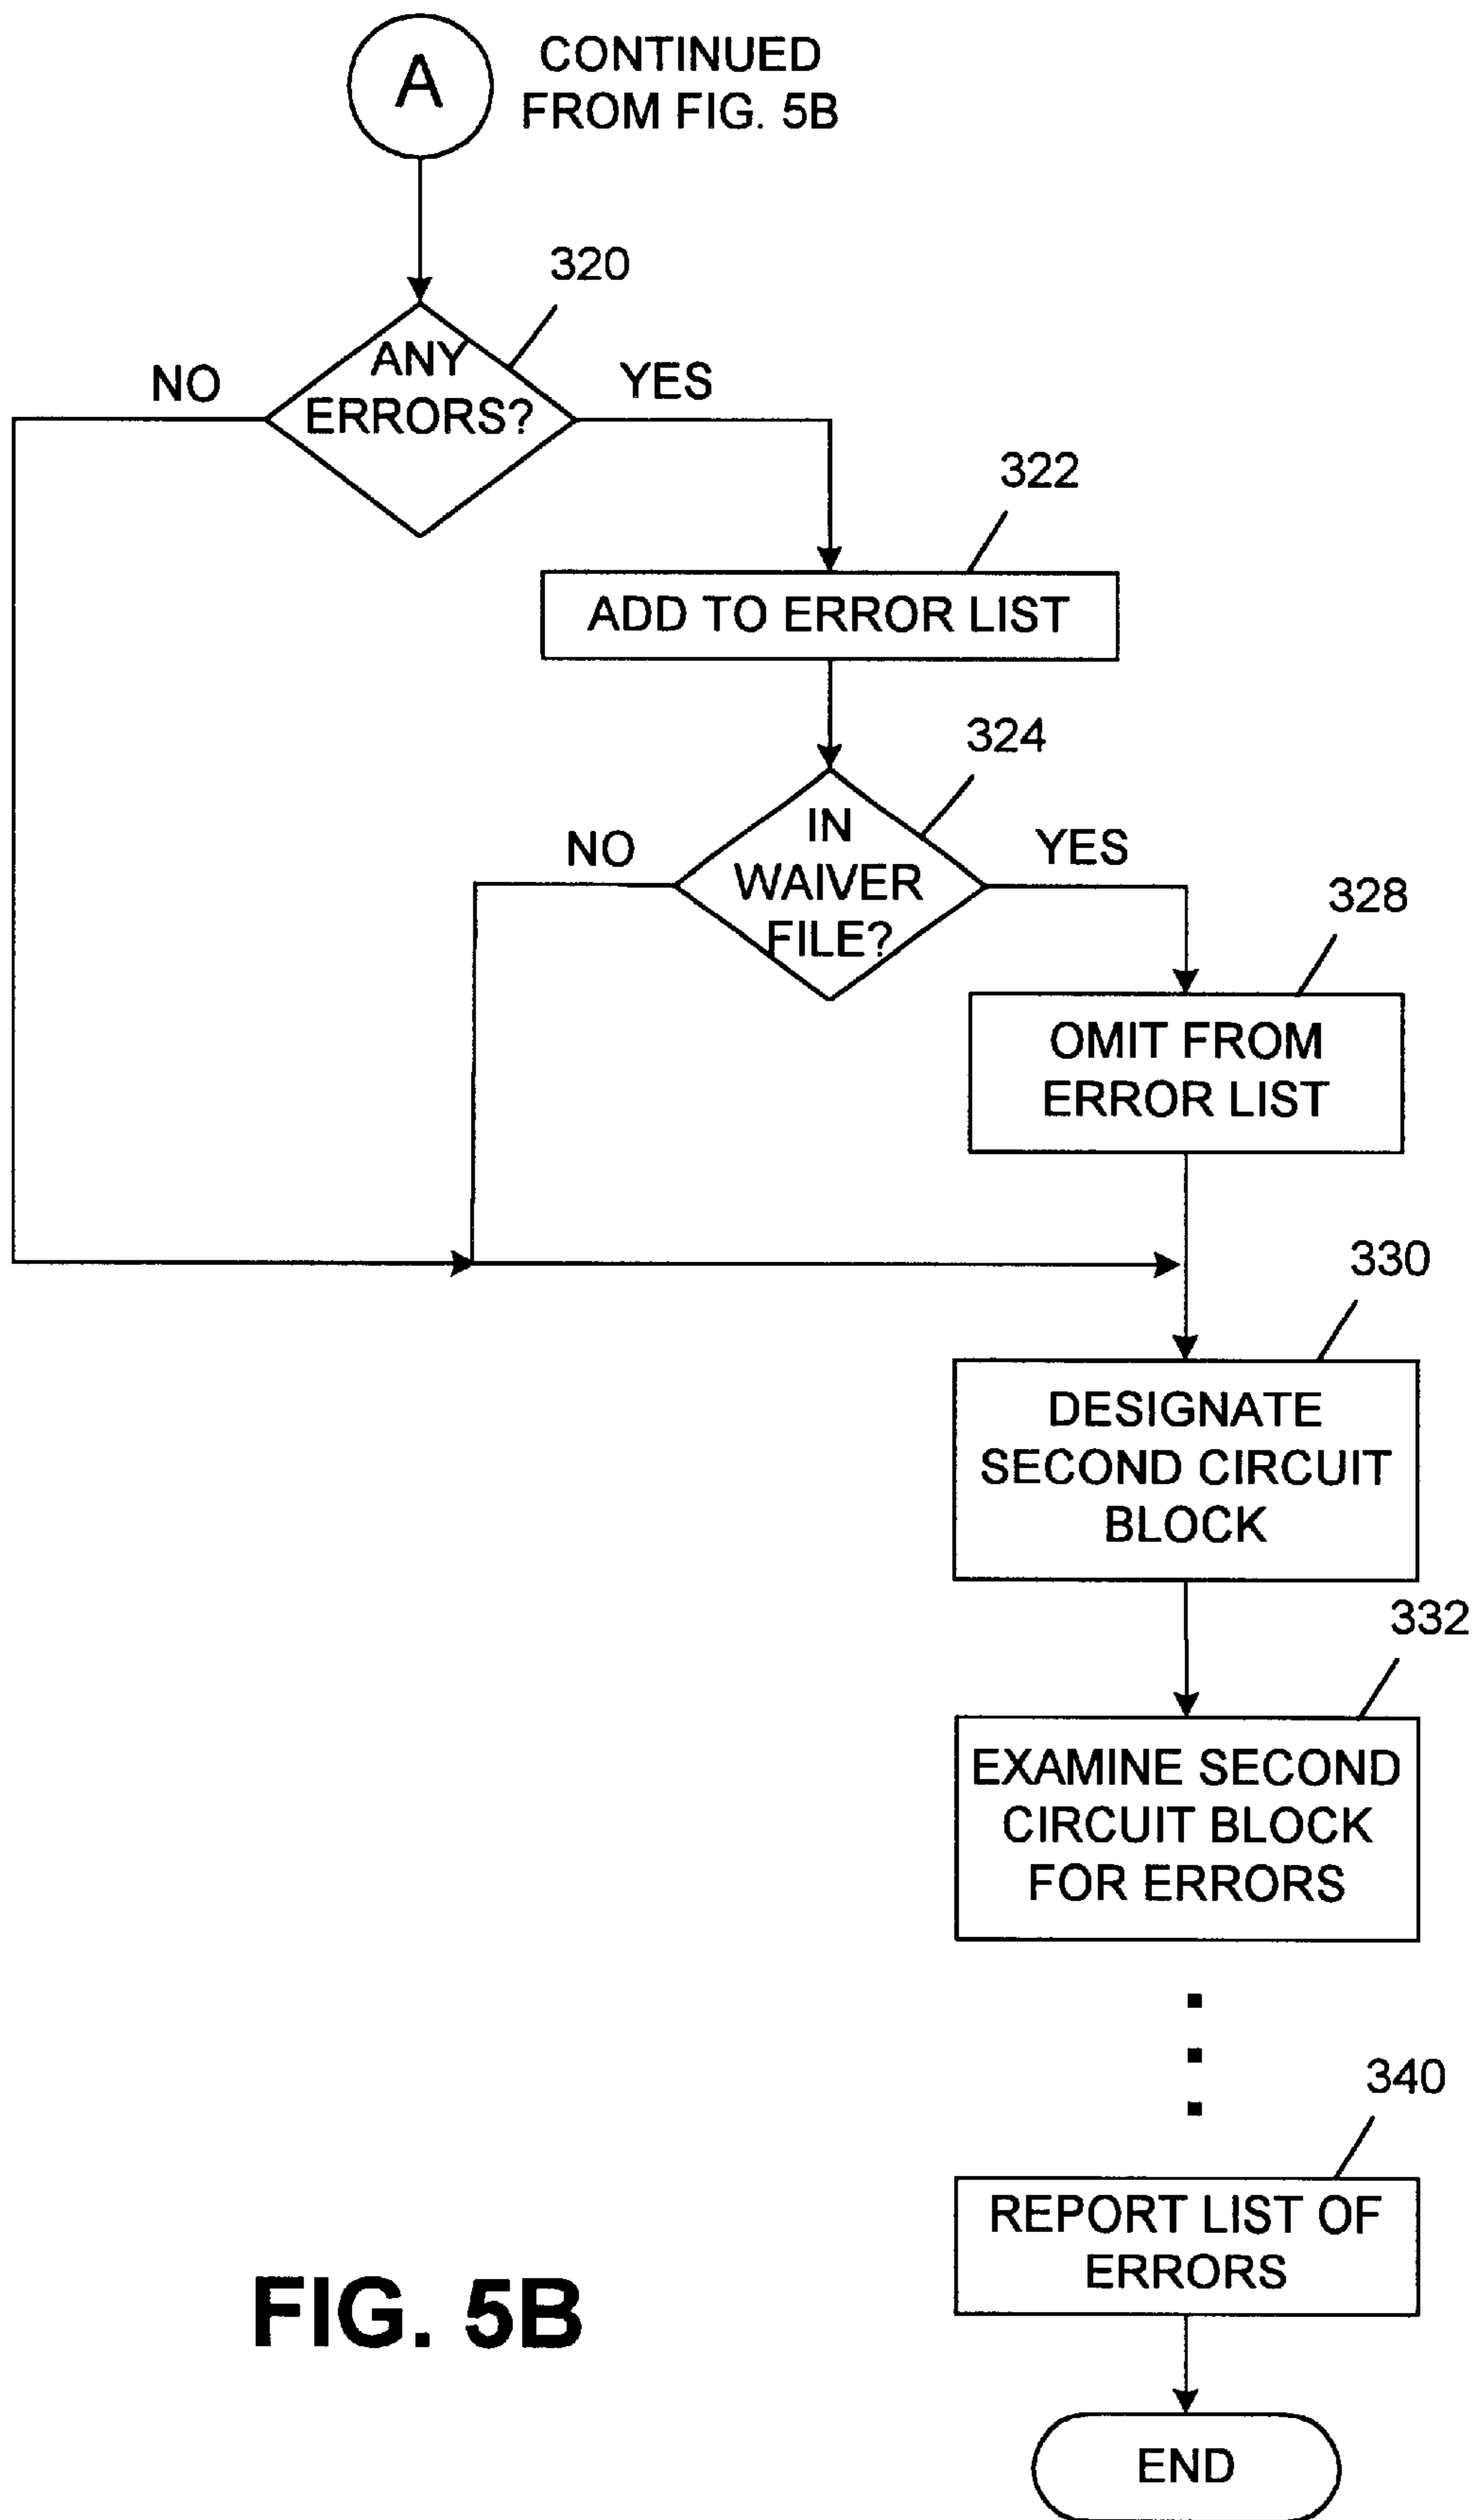 A
CONTINUED
FROM FIG. 5B
320
ANY
ERRORS?
NO
YES
322
ADD TO ERROR LIST
324
IN
WAIVER
FILE?
NO
YES
328
OMIT FROM
ERROR LIST
330
DESIGNATE
SECOND CIRCUIT
BLOCK
332
EXAMINE SECOND
CIRCUIT BLOCK
FOR ERRORS
340
REPORT LIST OF
ERRORS
FIG. 5B
END